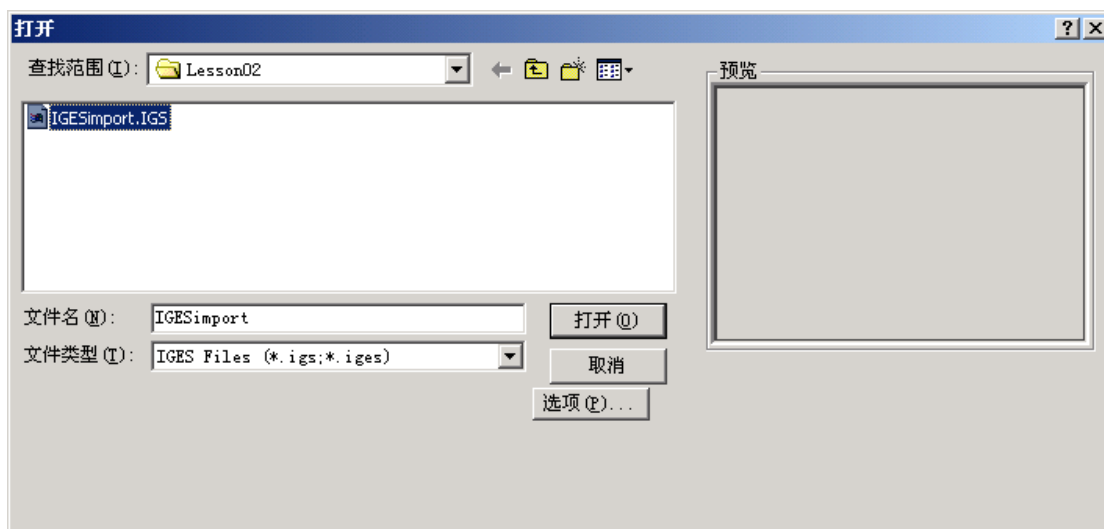 打开
查找范围(I): Lesson02
预览
IGESimport.IGS
文件名(N): IGESimport
打开(O)
文件类型(T): IGES Files (*.igs;*.iges)
取消
选项(P)...